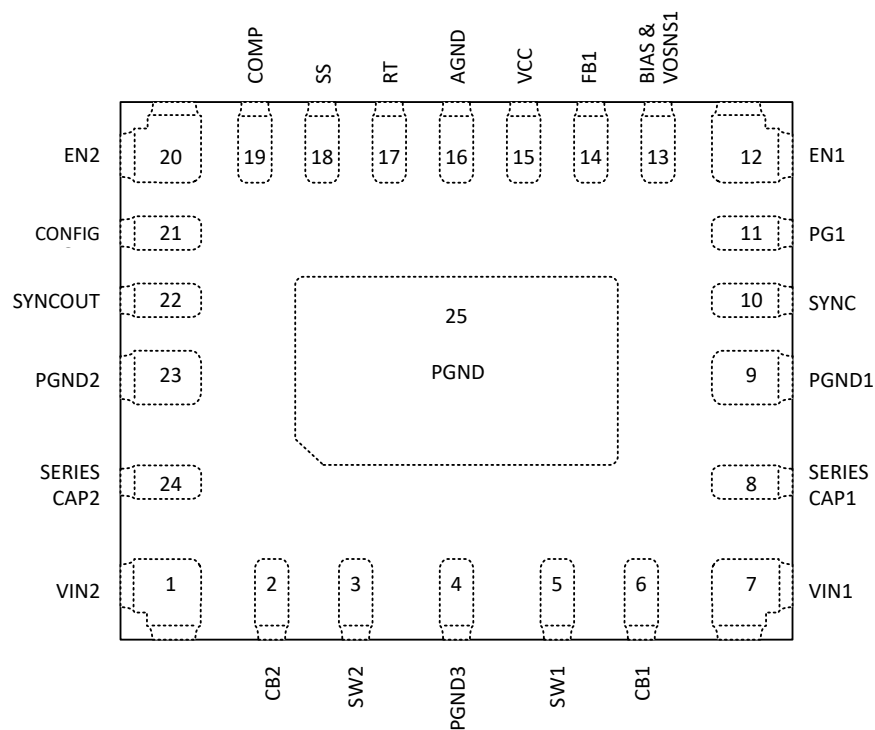 COMP
SS
RT
AGND
VCC
FB1
BIAS &
VOSNS1
EN2
20
19
18
17
16
15
14
13
12
EN1
CONFIG
21
11
PG1
SYNCOUT
22
10
SYNC
25
PGND
PGND2
23
9
PGND1
SERIES
CAP2
24
8
SERIES
CAP1
VIN2
1
2
3
4
5
6
7
VIN1
CB2
SW2
PGND3
SW1
CB1